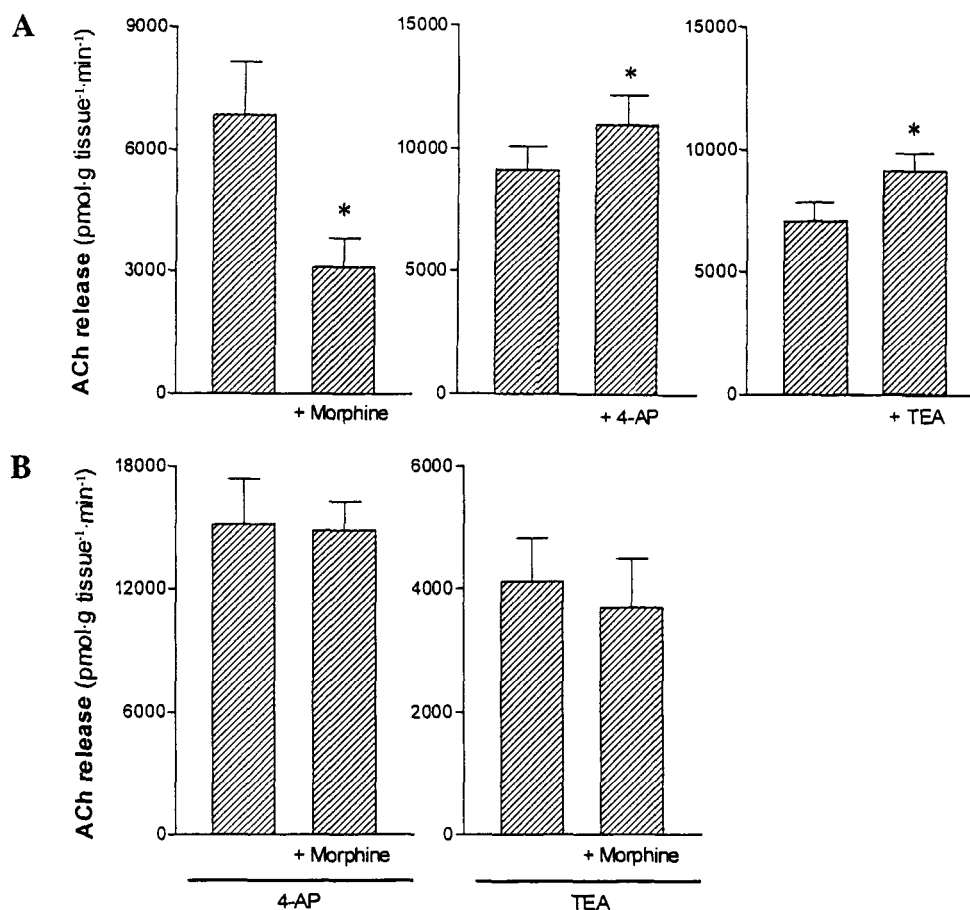 A
ACh release (pmol·g tissue⁻¹·min⁻¹)
9000
6000
3000
0
*
+ Morphine
15000
10000
5000
0
*
+ 4-AP
15000
10000
5000
0
*
+ TEA
B
ACh release (pmol·g tissue⁻¹·min⁻¹)
18000
12000
6000
0
+ Morphine
4-AP
6000
4000
2000
0
+ Morphine
TEA